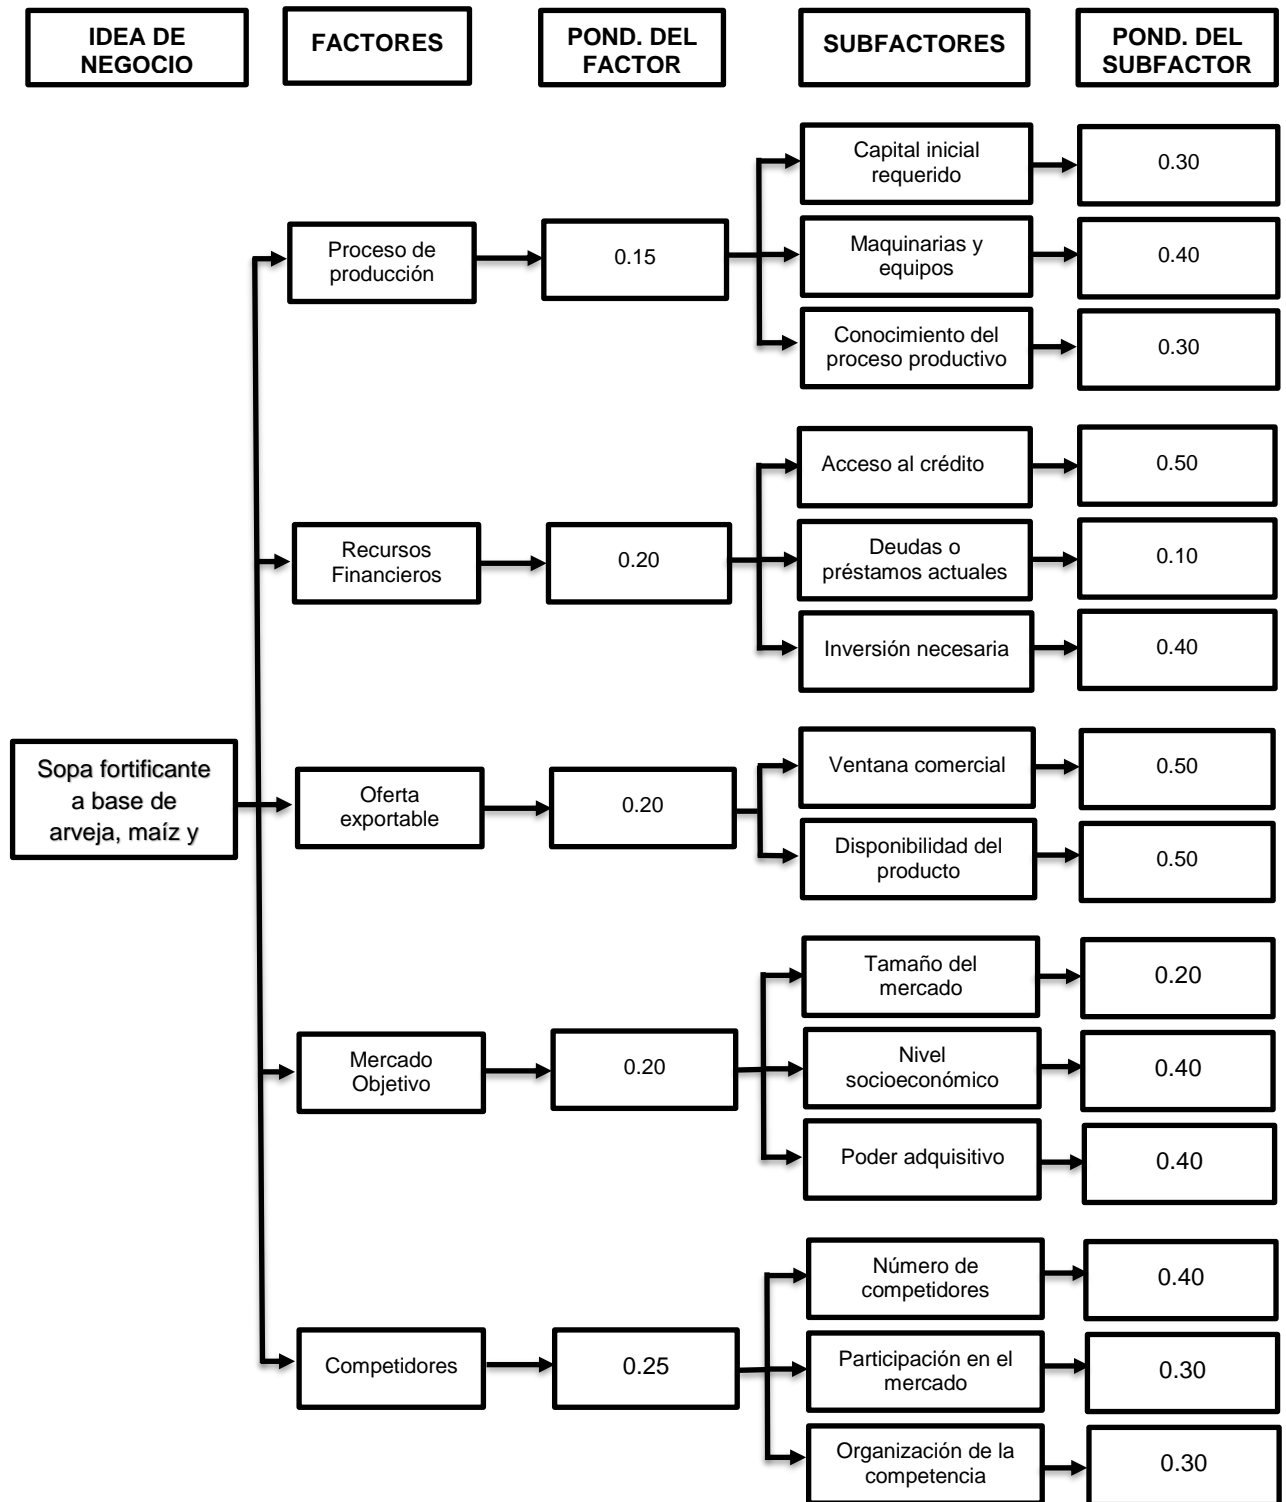 IDEA DE
NEGOCIO
FACTORES
POND. DEL
FACTOR
SUBFACTORES
POND. DEL
SUBFACTOR
Sopa fortificante
a base de
arveja, maíz y
Proceso de
producción
0.15
Capital inicial
requerido
0.30
Maquinarias y
equipos
0.40
Conocimiento del
proceso productivo
0.30
Recursos
Financieros
0.20
Acceso al crédito
0.50
Deudas o
préstamos actuales
0.10
Inversión necesaria
0.40
Oferta
exportable
0.20
Ventana comercial
0.50
Disponibilidad del
producto
0.50
Mercado
Objetivo
0.20
Tamaño del
mercado
0.20
Nivel
socioeconómico
0.40
Poder adquisitivo
0.40
Competidores
0.25
Número de
competidores
0.40
Participación en el
mercado
0.30
Organización de la
competencia
0.30